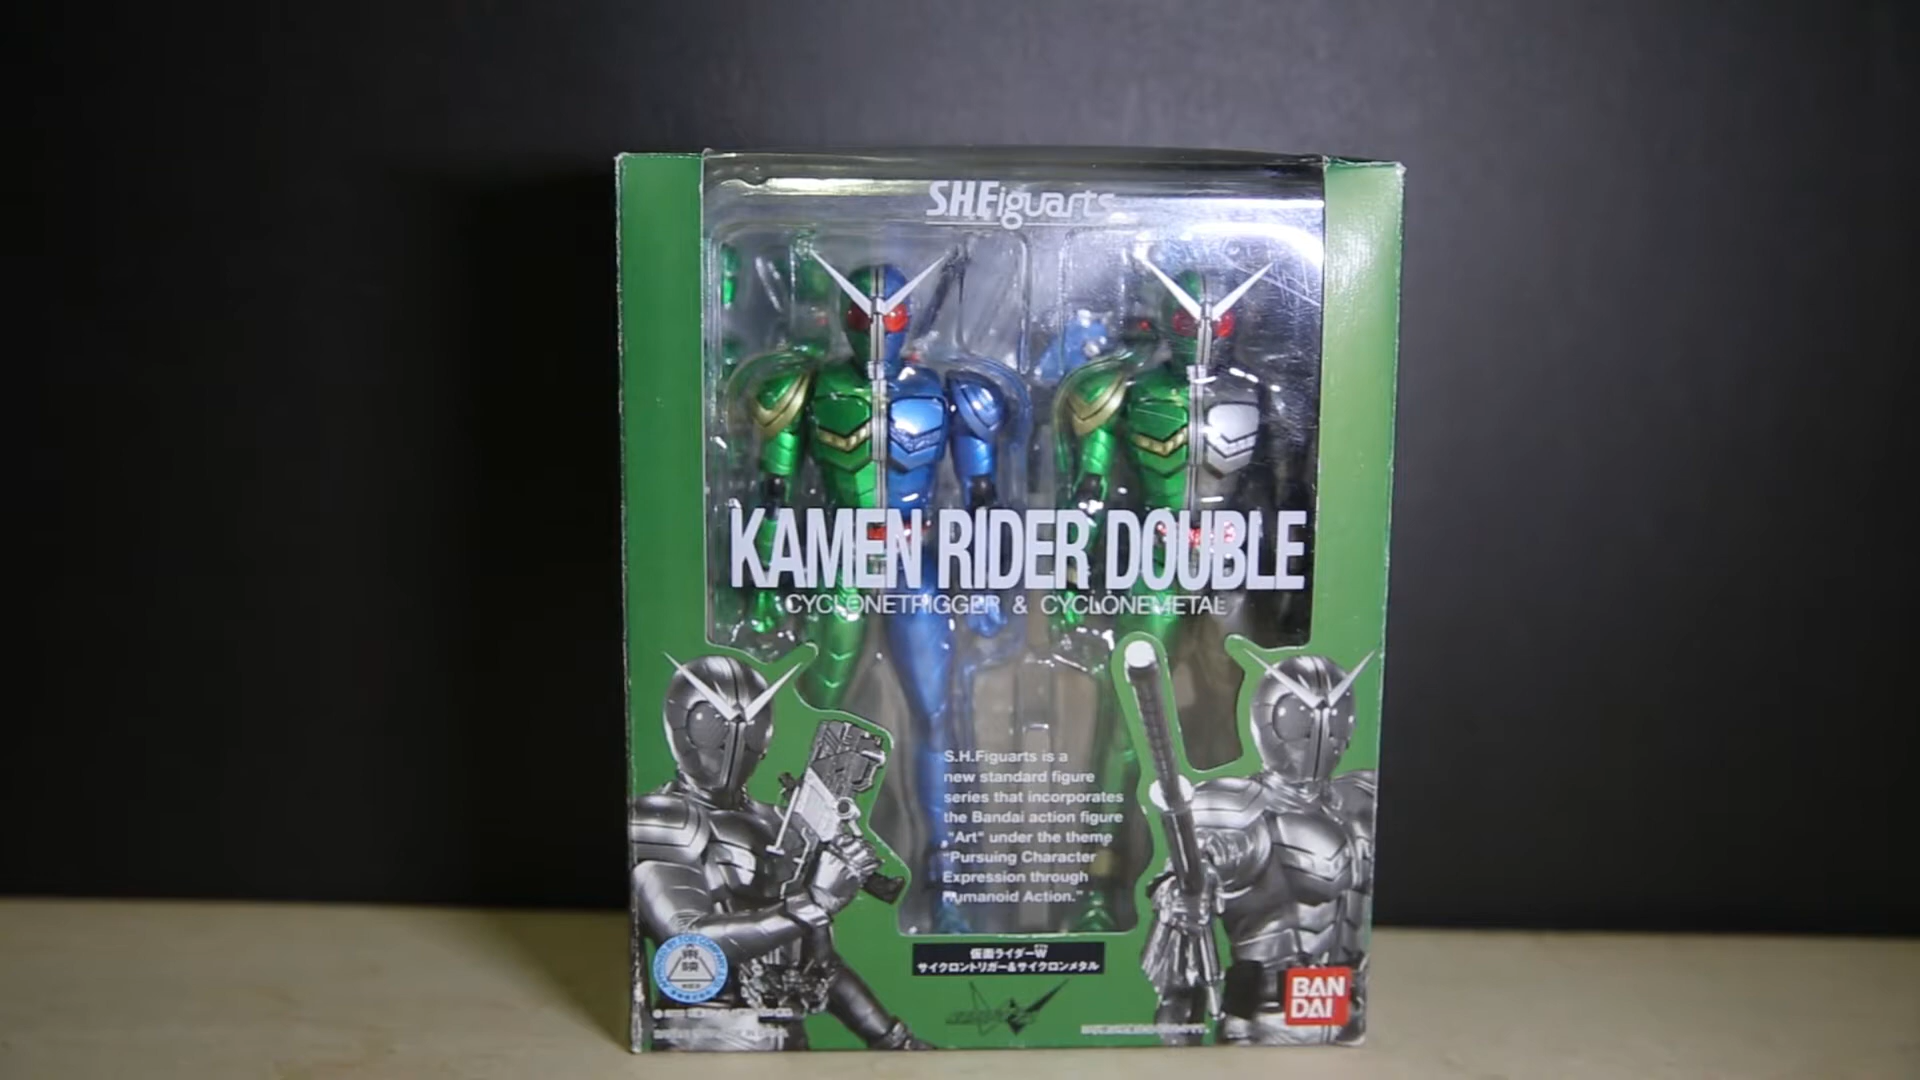 S.H.Figuarts
KAMEN RIDER DOUBLE
CYCLONETRIGGER & CYCLONEMETAL
S.H.Figuarts is a
new standard figure
series that incorporates
the Bandai action figure
"Art" under the theme
"Pursuing Character
Expression through
Humanoid Action."
仮面ライダーW
サイクロントリガー&サイクロンメタル
東映
BAN
DAI